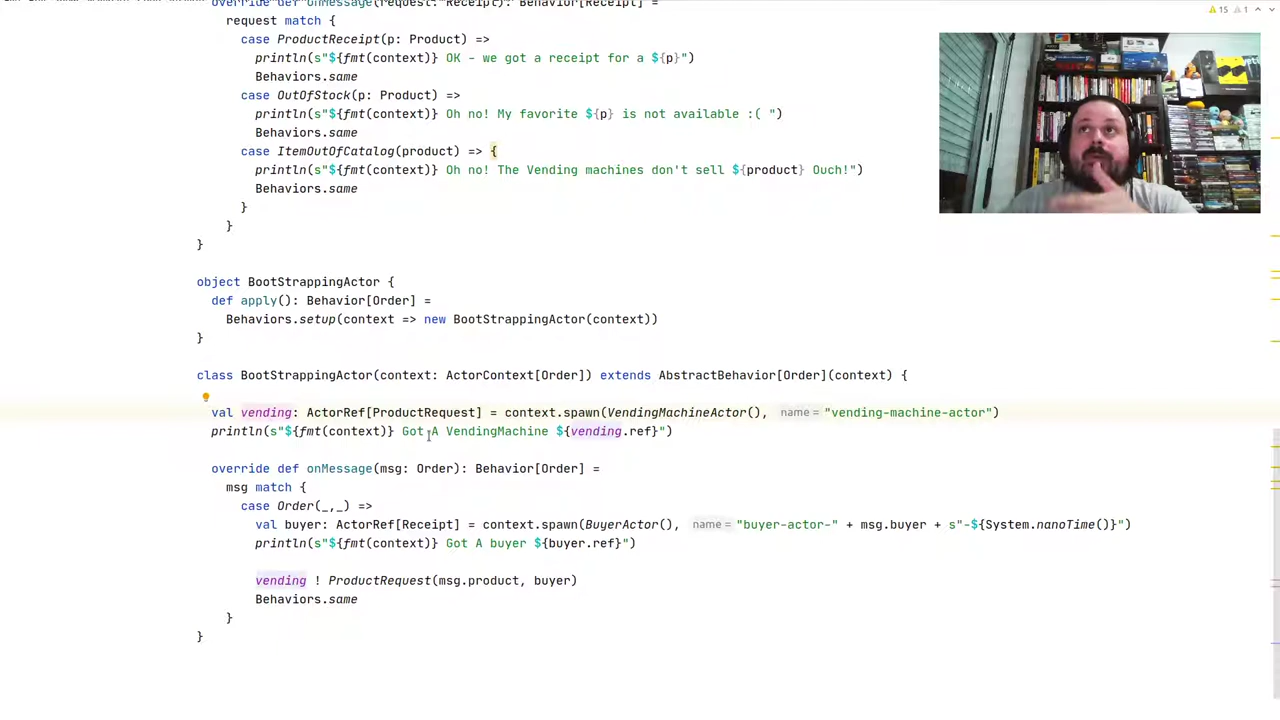 override def onMessage(request: Receipt): Behavior[Receipt] =
request match {
case ProductReceipt(p: Product) =>
println(s"${fmt(context)} OK - we got a receipt for a ${p}")
Behaviors.same
case OutOfStock(p: Product) =>
println(s"${fmt(context)} Oh no! My favorite ${p} is not available :( ")
Behaviors.same
case ItemOutOfCatalog(product) => {
println(s"${fmt(context)} Oh no! The Vending machines don't sell ${product} Ouch!")
Behaviors.same
}
}
}
object BootStrappingActor {
def apply(): Behavior[Order] =
Behaviors.setup(context => new BootStrappingActor(context))
}
class BootStrappingActor(context: ActorContext[Order]) extends AbstractBehavior[Order](context) {
val vending: ActorRef[ProductRequest] = context.spawn(VendingMachineActor(), name = "vending-machine-actor")
println(s"${fmt(context)} Got A VendingMachine ${vending.ref}")
override def onMessage(msg: Order): Behavior[Order] =
msg match {
case Order(_,_) =>
val buyer: ActorRef[Receipt] = context.spawn(BuyerActor(), name = "buyer-actor-" + msg.buyer + s"-${System.nanoTime()}")
println(s"${fmt(context)} Got A buyer ${buyer.ref}")
vending ! ProductRequest(msg.product, buyer)
Behaviors.same
}
}
15 1